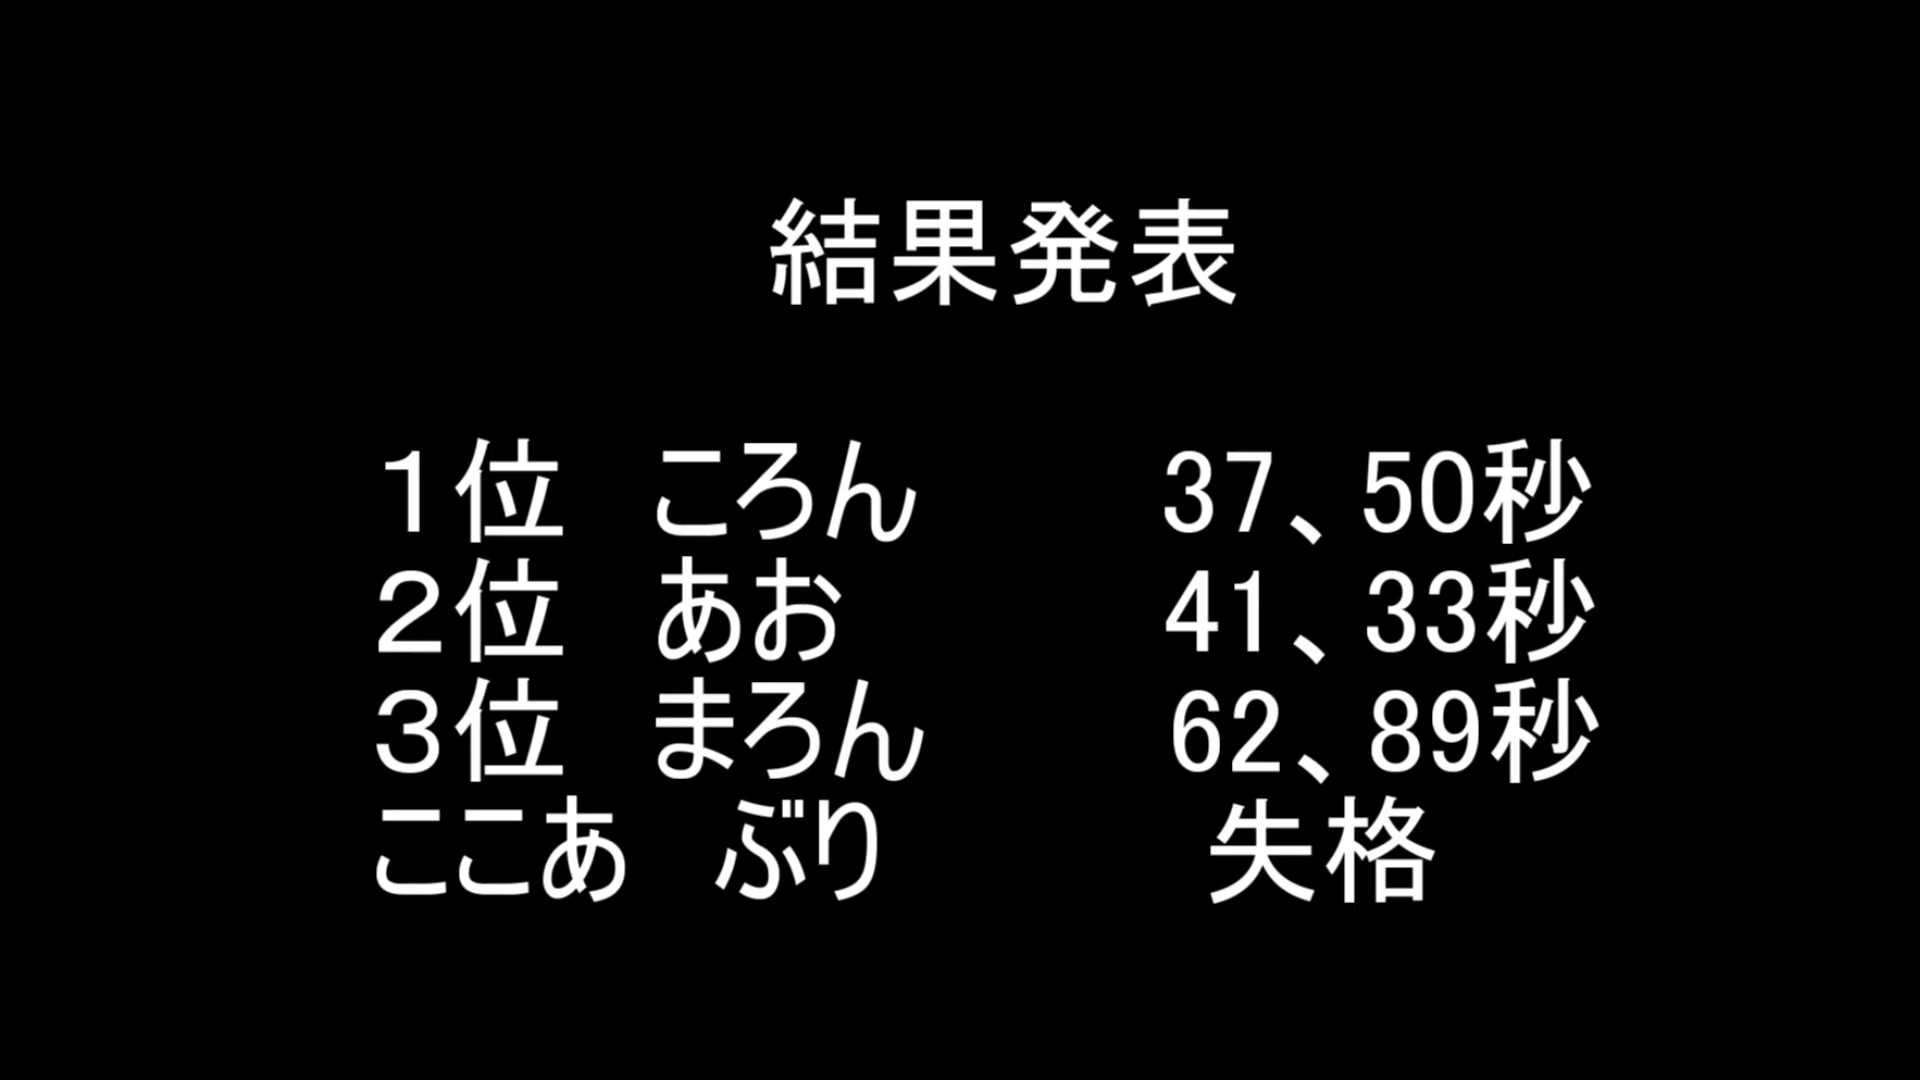 結果発表
１位　ころん　　　37、50秒
２位　あお　　　　41、33秒
３位　まろん　　　62、89秒
ここあ　ぶり　　　　失格